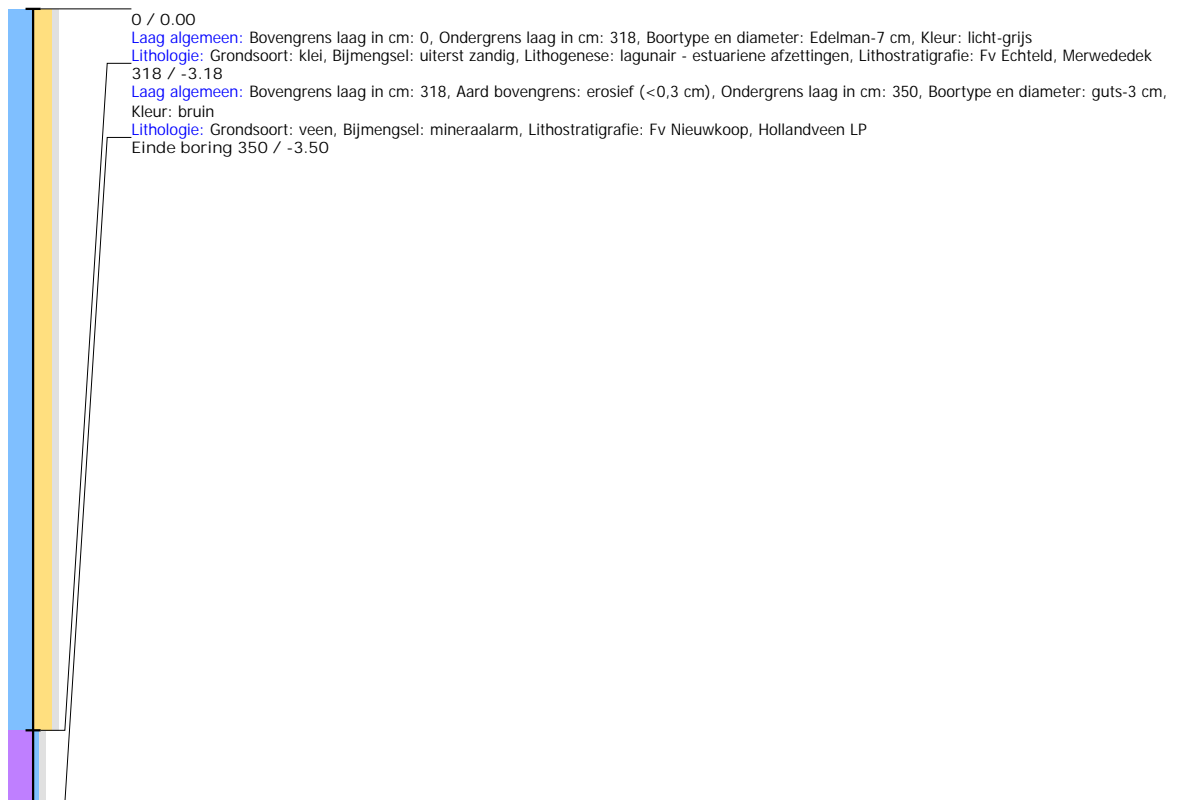 0 / 0.00
Laag algemeen: Bovengrens laag in cm: 0, Ondergrens laag in cm: 318, Boortype en diameter: Edelman-7 cm, Kleur: licht-grijs
Lithologie: Grondsoort: klei, Bijmengsel: uiterst zandig, Lithogenese: lagunair - estuariene afzettingen, Lithostratigrafie: Fv Echteld, Merwededek
318 / -3.18
Laag algemeen: Bovengrens laag in cm: 318, Aard bovengrens: erosief (<0,3 cm), Ondergrens laag in cm: 350, Boortype en diameter: guts-3 cm,
Kleur: bruin
Lithologie: Grondsoort: veen, Bijmengsel: mineraalarm, Lithostratigrafie: Fv Nieuwkoop, Hollandveen LP
Einde boring 350 / -3.50